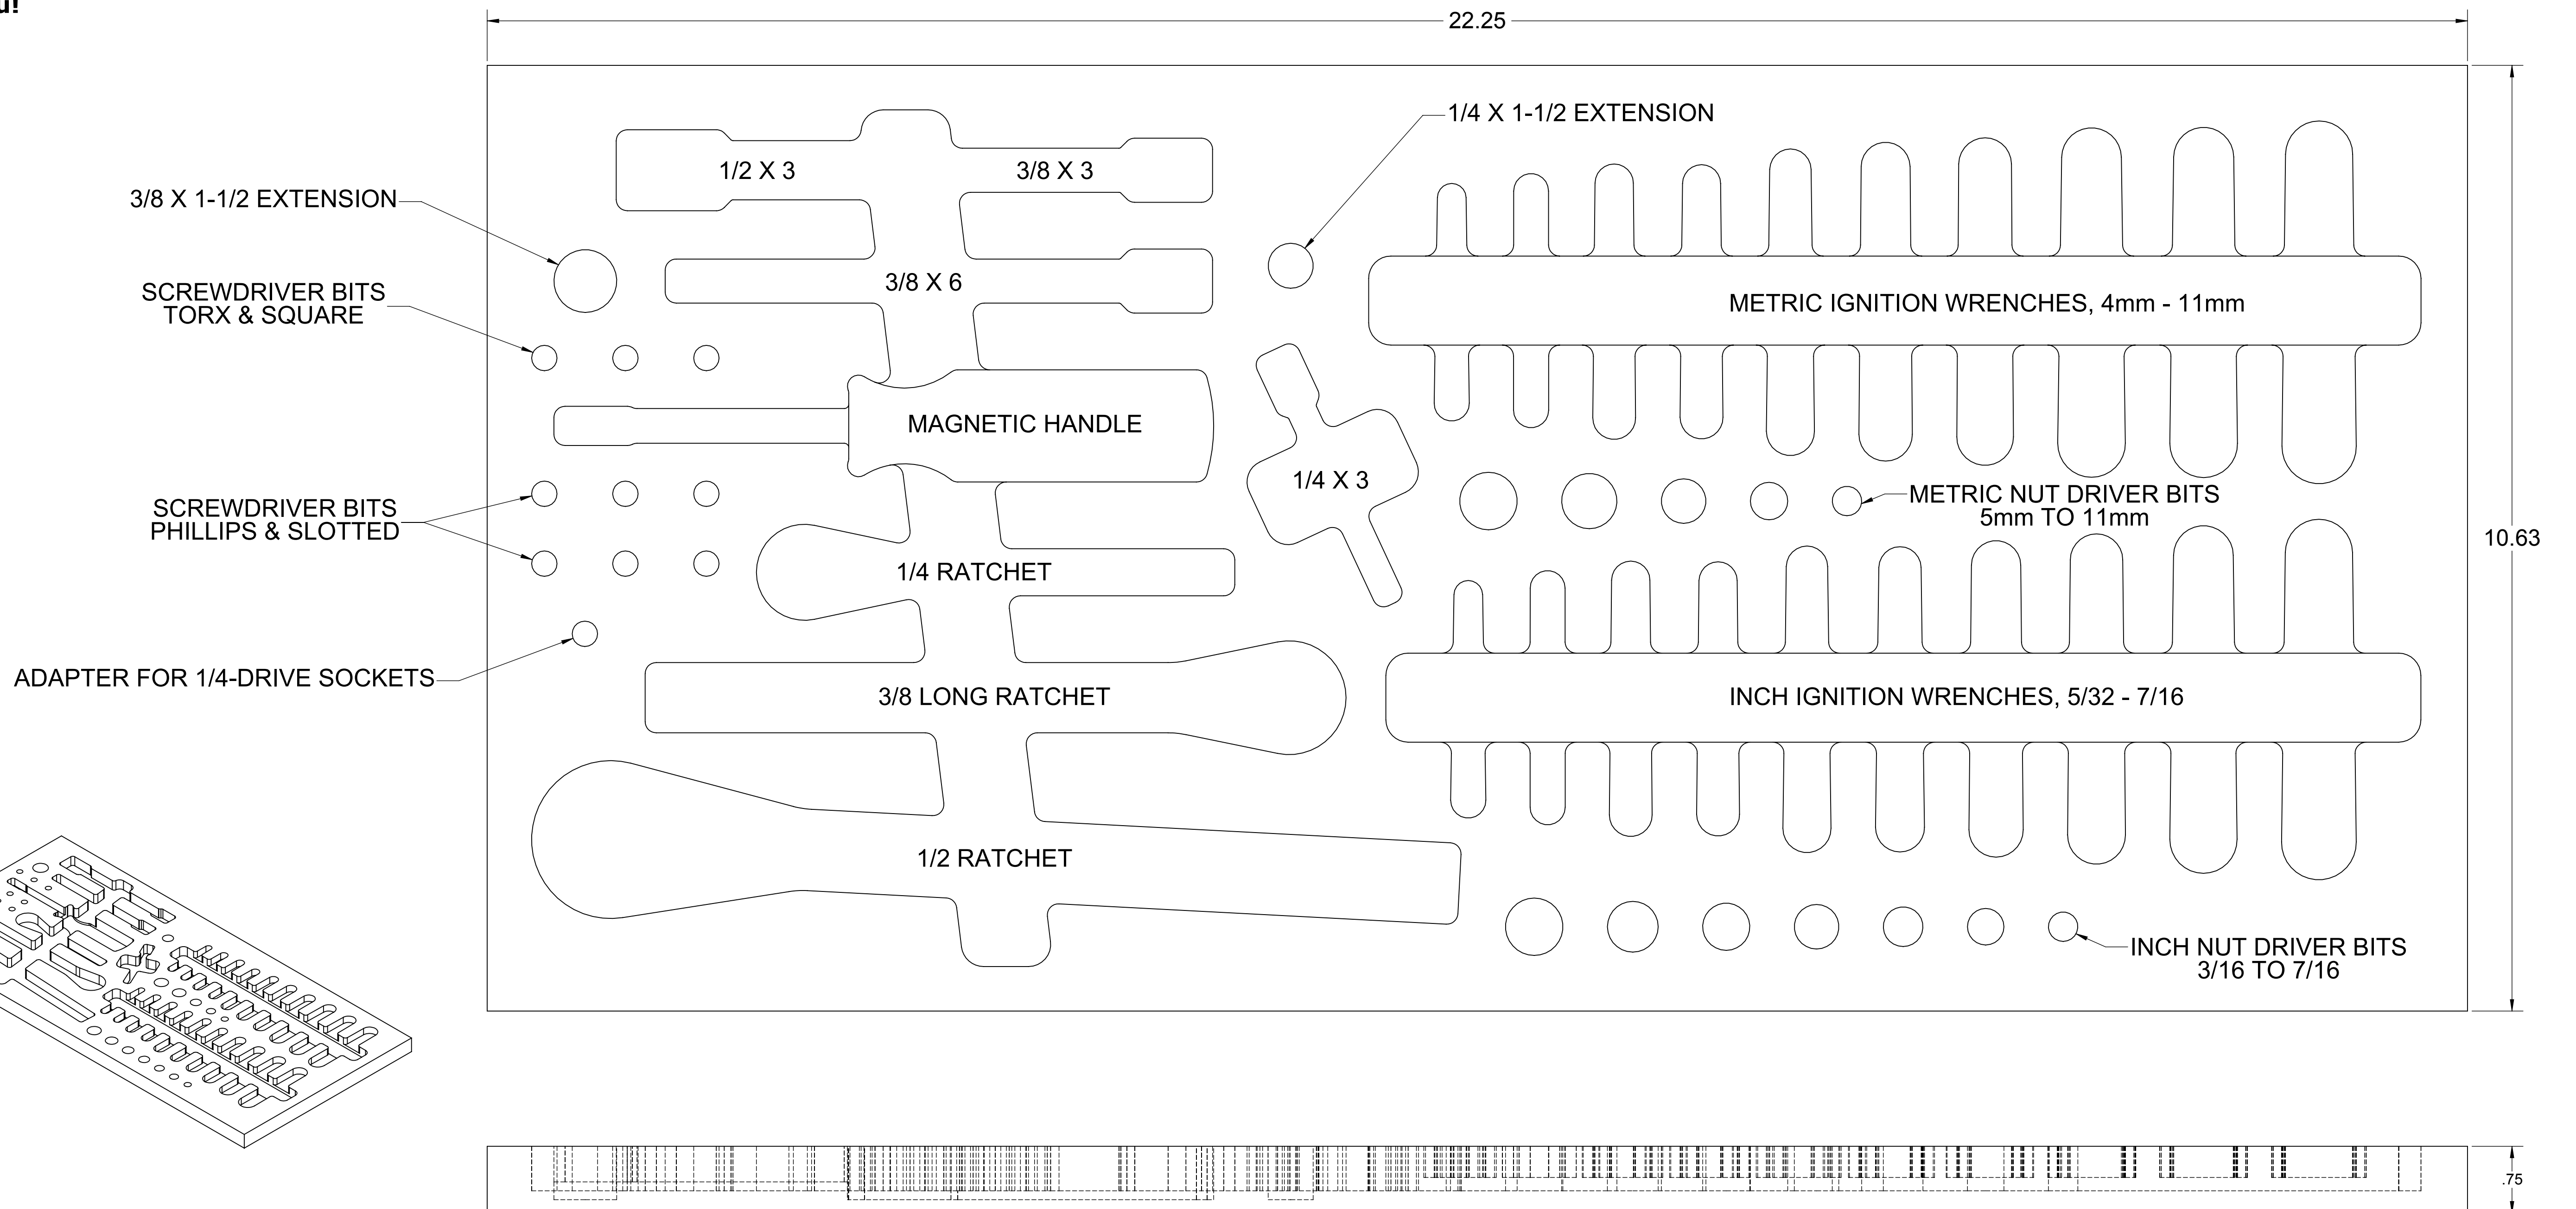 22.25
1/4 X 1-1/2 EXTENSION
1/2 X 3
3/8 X 3
3/8 X 1-1/2 EXTENSION
3/8 X 6
SCREWDRIVER BITS
TORX & SQUARE
METRIC IGNITION WRENCHES, 4mm - 11mm
MAGNETIC HANDLE
1/4 X 3
SCREWDRIVER BITS
PHILLIPS & SLOTTED
METRIC NUT DRIVER BITS
5mm TO 11mm
10.63
1/4 RATCHET
ADAPTER FOR 1/4-DRIVE SOCKETS
3/8 LONG RATCHET
INCH IGNITION WRENCHES, 5/32 - 7/16
1/2 RATCHET
INCH NUT DRIVER BITS
3/16 TO 7/16
.75